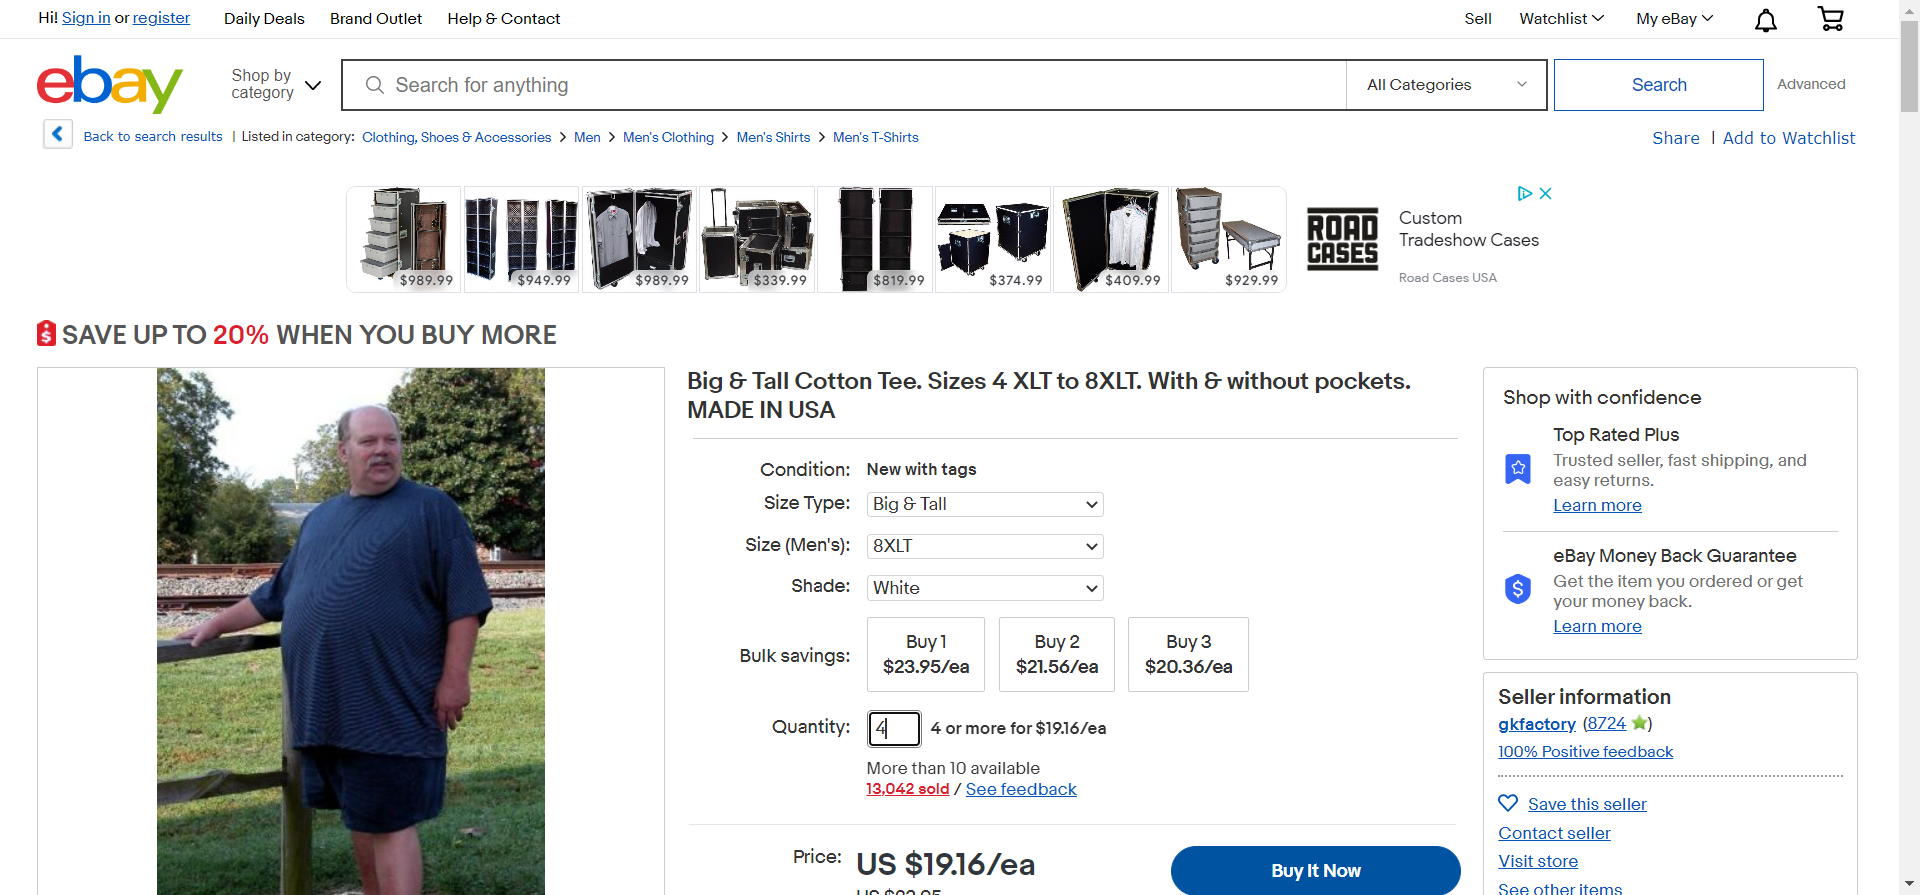 Hi! Sign in or register
Daily Deals
Brand Outlet
Help & Contact
Sell
Watchlist
My eBay
ebay
Shop by category
Search for anything
All Categories
Search
Advanced
Back to search results | Listed in category: Clothing, Shoes & Accessories > Men > Men's Clothing > Men's Shirts > Men's T-Shirts
Share | Add to Watchlist
$989.99
$949.99
$989.99
$339.99
$819.99
$374.99
$409.99
$929.99
ROAD
CASES
Custom
Tradeshow Cases
Road Cases USA
SAVE UP TO 20% WHEN YOU BUY MORE
Big & Tall Cotton Tee. Sizes 4 XLT to 8XLT. With & without pockets.
MADE IN USA
Condition: New with tags
Size Type: Big & Tall
Size (Men's): 8XLT
Shade: White
Bulk savings:
Buy 1
$23.95/ea
Buy 2
$21.56/ea
Buy 3
$20.36/ea
Quantity: 4
4 or more for $19.16/ea
More than 10 available
13,042 sold / See feedback
Price: US $19.16/ea
Buy It Now
Shop with confidence
Top Rated Plus
Trusted seller, fast shipping, and
easy returns.
Learn more
eBay Money Back Guarantee
Get the item you ordered or get
your money back.
Learn more
Seller information
gkfactory (8724)
100% Positive feedback
Save this seller
Contact seller
Visit store
See other items